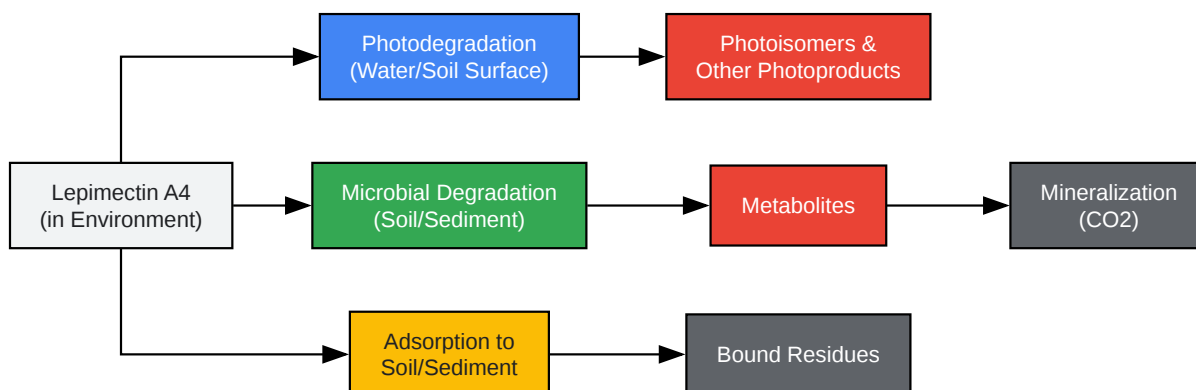 Photodegradation
(Water/Soil Surface)
Photoisomers &
Other Photoproducts
Lepimectin A4
(in Environment)
Microbial Degradation
(Soil/Sediment)
Metabolites
Mineralization
(CO2)
Adsorption to
Soil/Sediment
Bound Residues